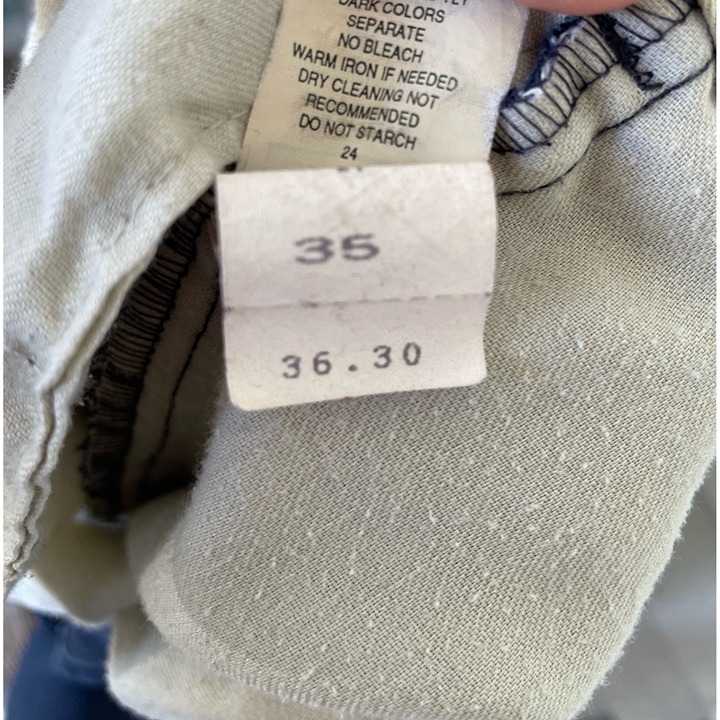 DARK COLORS
SEPARATE
NO BLEACH
WARM IRON IF NEEDED
DRY CLEANING NOT
RECOMMENDED
DO NOT STARCH
24
35
36.30